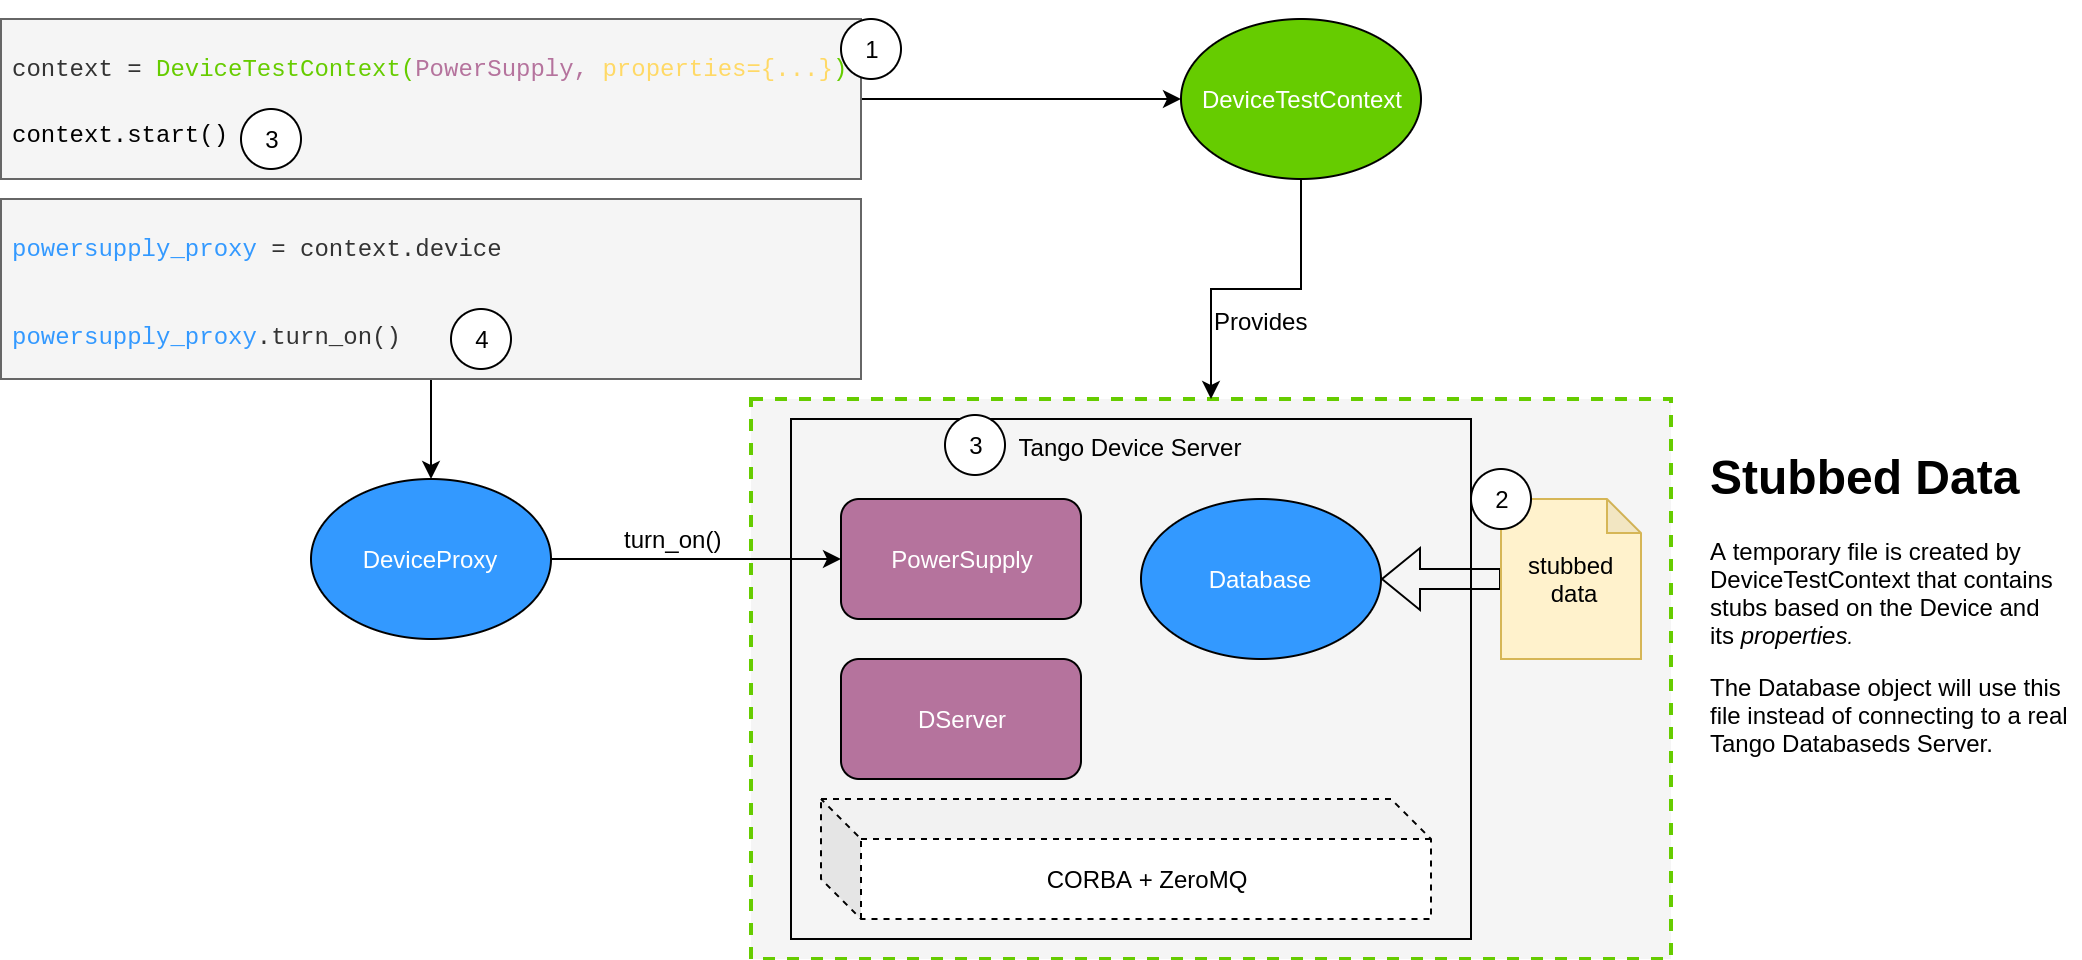 context = DeviceTestContext(PowerSupply, properties={...})
1
context.start()
3
DeviceTestContext
powersupply_proxy = context.device
powersupply_proxy.turn_on()
4
Provides
3
Tango Device Server
DeviceProxy
turn_on()
PowerSupply
Database
2
stubbed
data
DServer
CORBA + ZeroMQ
Stubbed Data
A temporary file is created by
DeviceTestContext that contains
stubs based on the Device and
its properties.
The Database object will use this
file instead of connecting to a real
Tango Databaseds Server.